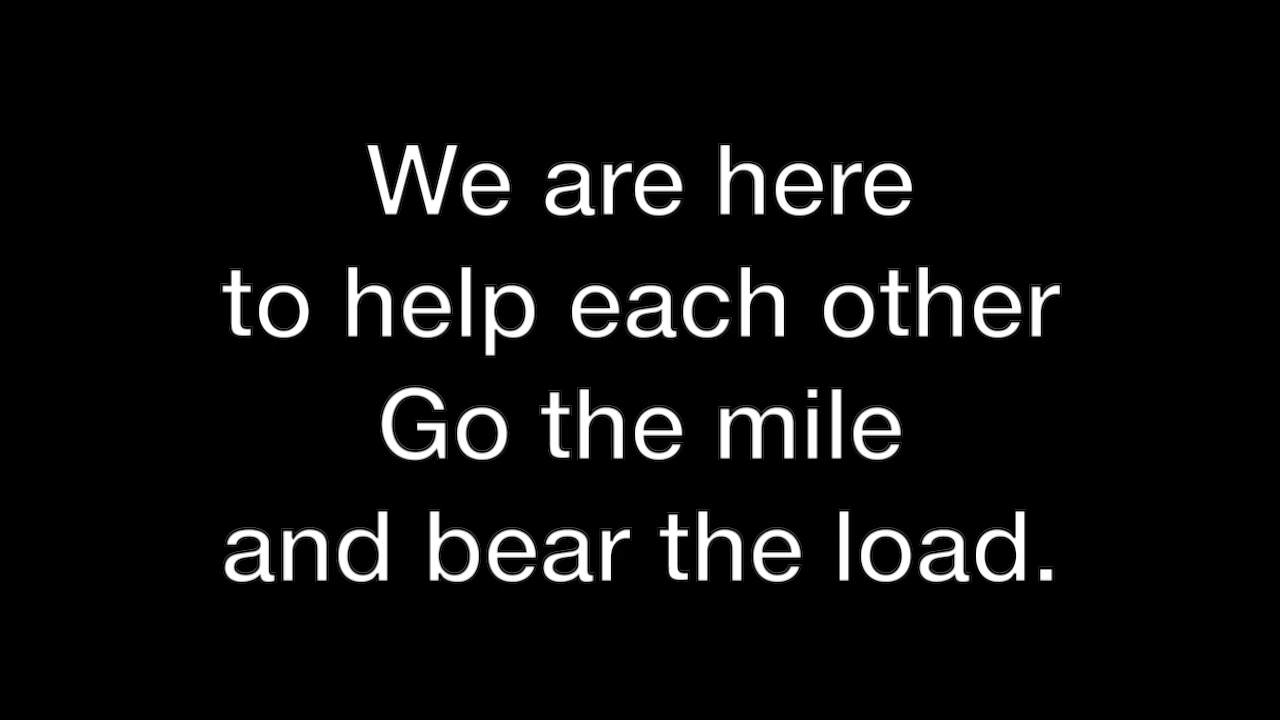 We are here
to help each other
Go the mile
and bear the load.